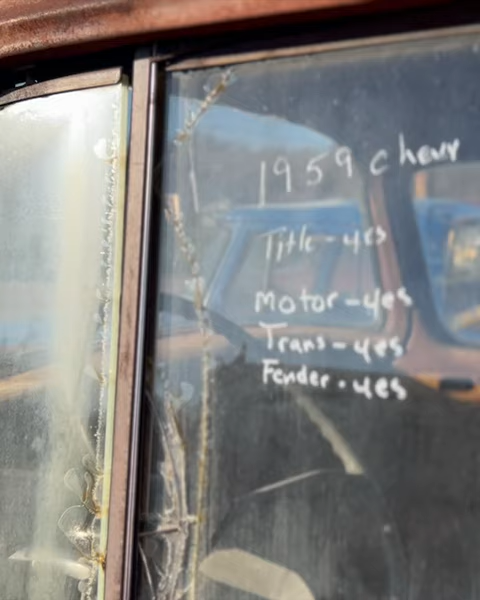 1959 chevy
Title-yes
Motor-yes
Trans-yes
Fender-yes